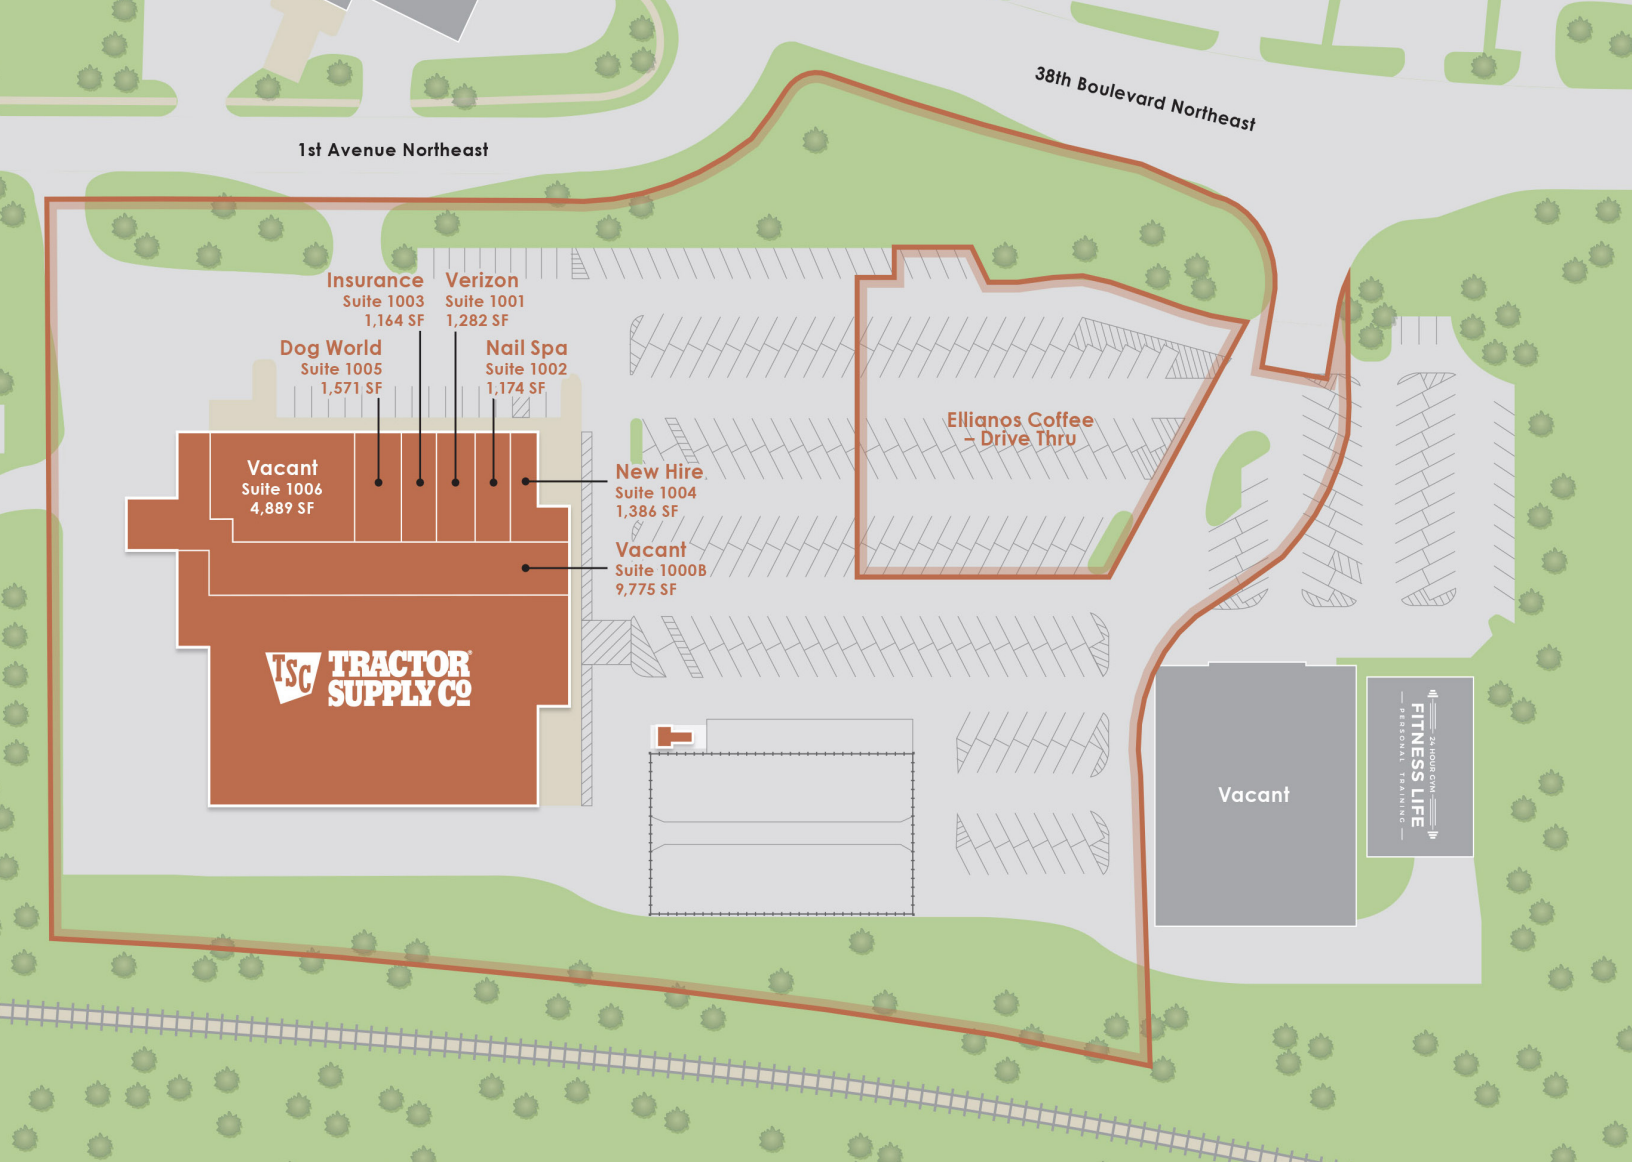 38th Boulevard Northeast
1st Avenue Northeast
Insurance
Suite 1003
1,164 SF
Verizon
Suite 1001
1,282 SF
Dog World
Suite 1005
1,571 SF
Nail Spa
Suite 1002
1,174 SF
Ellianos Coffee
– Drive Thru
Vacant
Suite 1006
4,889 SF
New Hire
Suite 1004
1,386 SF
Vacant
Suite 1000B
9,775 SF
TSC
TRACTOR
SUPPLY CO
Vacant
24 HOUR GYM
FITNESS LIFE
PERSONAL TRAINING